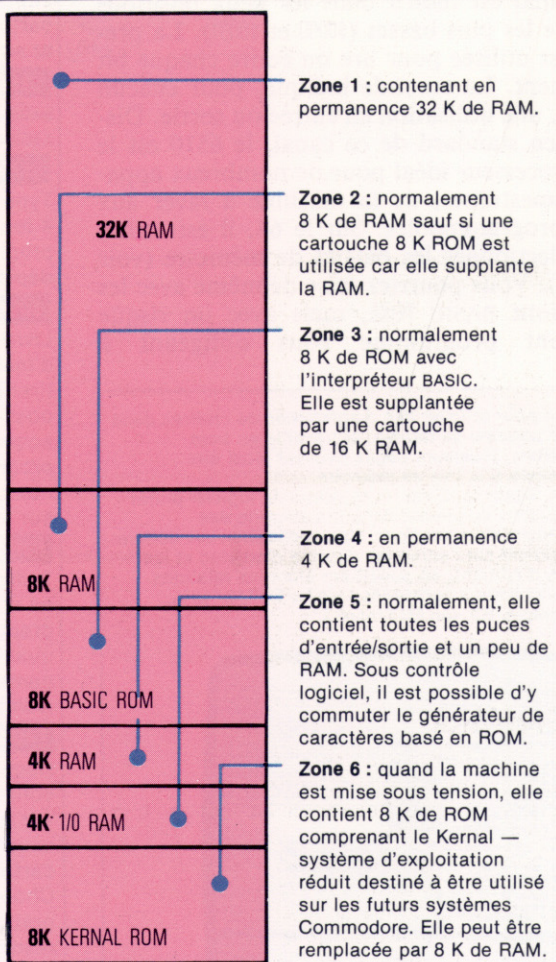 Zone 1 : contenant en
permanence 32 K de RAM.
Zone 2 : normalement
8 K de RAM sauf si une
cartouche 8 K ROM est
utilisée car elle supplante
la RAM.
32K RAM
Zone 3 : normalement
8 K de ROM avec
l'interpréteur BASIC.
Elle est supplantée
par une cartouche
de 16 K RAM.
Zone 4 : en permanence
4 K de RAM.
8K RAM
Zone 5 : normalement, elle
contient toutes les puces
d'entrée/sortie et un peu de
RAM. Sous contrôle
logiciel, il est possible d'y
commuter le générateur de
caractères basé en ROM.
8K BASIC ROM
4K RAM
Zone 6 : quand la machine
est mise sous tension, elle
contient 8 K de ROM
comprenant le Kernal —
système d'exploitation
réduit destiné à être utilisé
sur les futurs systèmes
Commodore. Elle peut être
remplacée par 8 K de RAM.
4K 1/0 RAM
8K KERNAL ROM